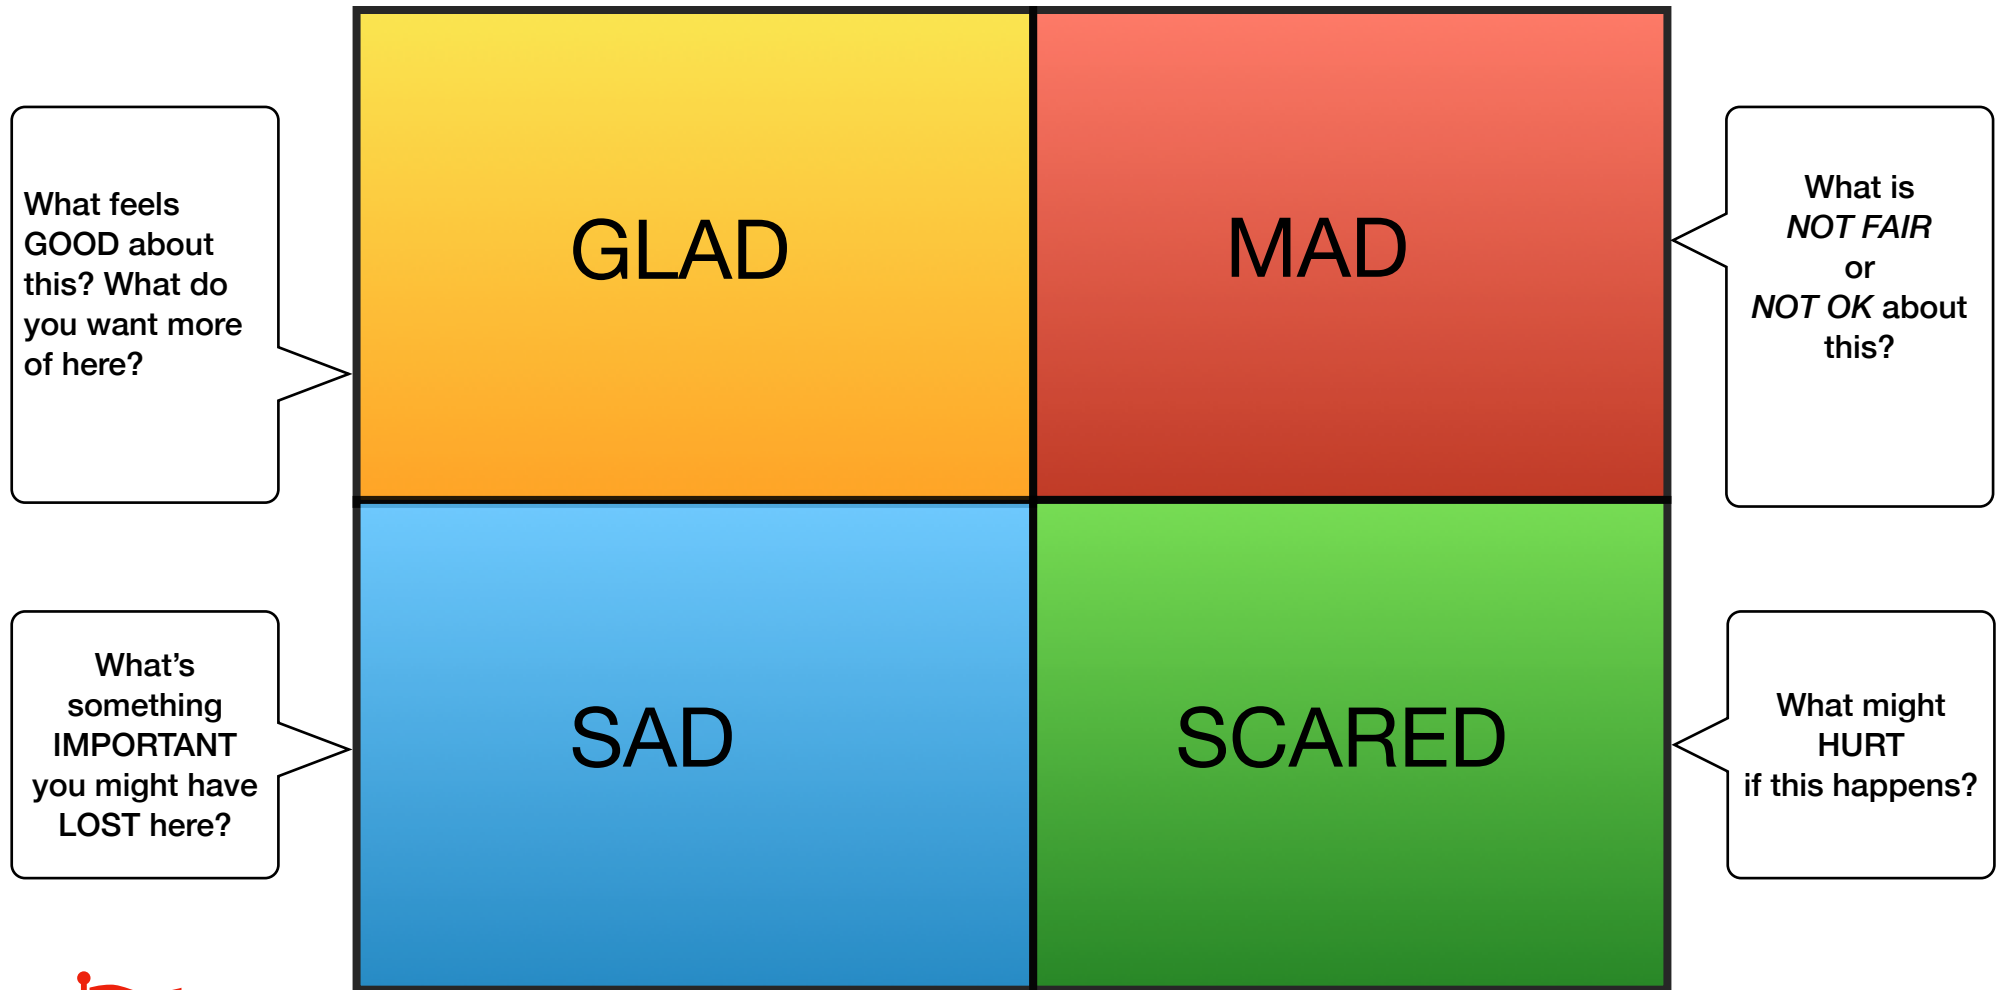 What feels
GOOD about
this? What do
you want more
of here?
GLAD
MAD
What is
NOT FAIR
or
NOT OK about
this?
What's
something
IMPORTANT
you might have
LOST here?
SAD
SCARED
What might
HURT
if this happens?